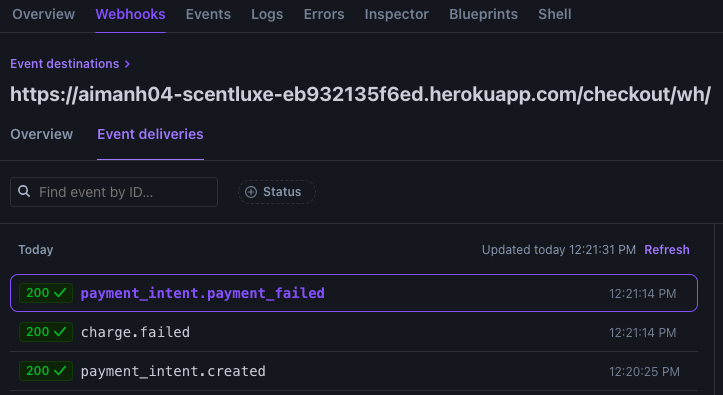 Overview Webhooks Events Logs Errors Inspector Blueprints Shell
Event destinations >
https://aimanh04-scentluxe-eb932135f6ed.herokuapp.com/checkout/wh/
Overview Event deliveries
Find event by ID... Status
Today Updated today 12:21:31 PM Refresh
200 ✓ payment_intent.payment_failed 12:21:14 PM
200 ✓ charge.failed 12:21:14 PM
200 ✓ payment_intent.created 12:20:25 PM